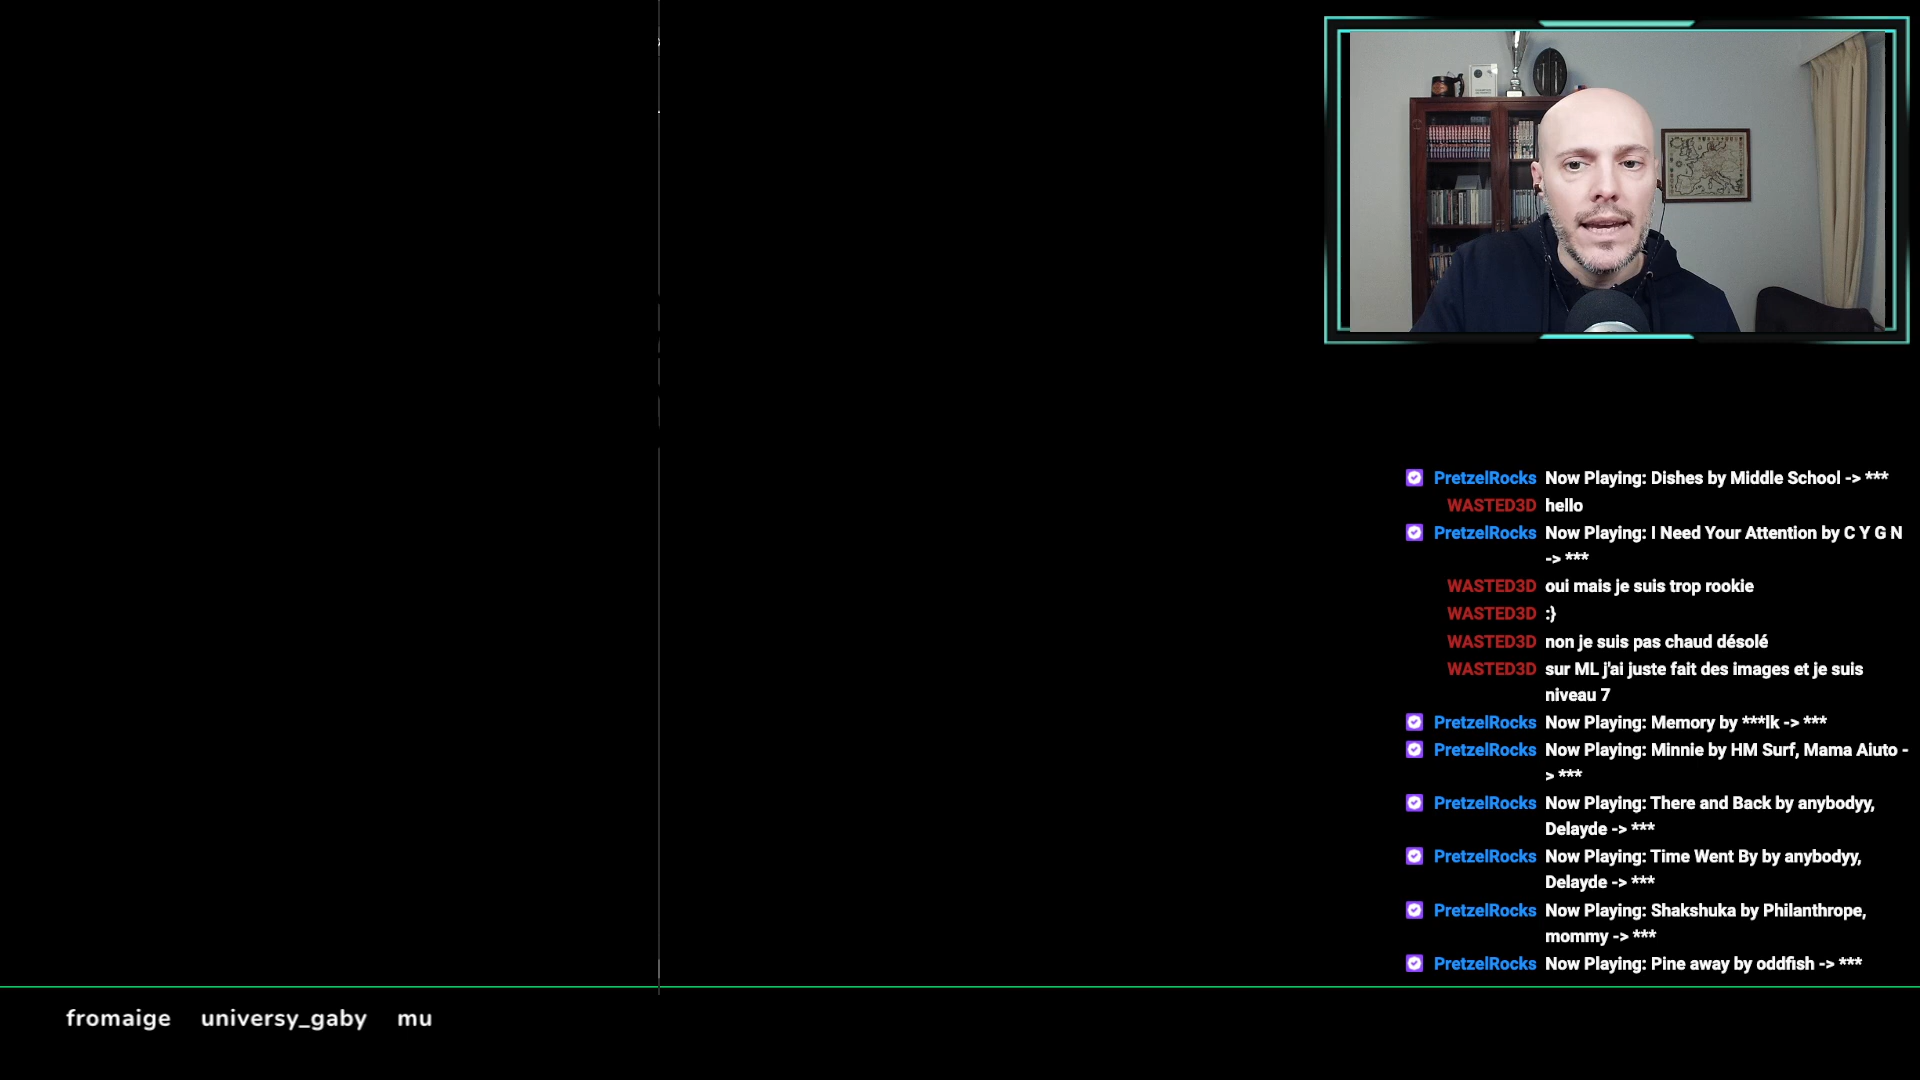 PretzelRocks Now Playing: Dishes by Middle School -> ***
WASTED3D hello
PretzelRocks Now Playing: I Need Your Attention by C Y G N
-> ***
WASTED3D oui mais je suis trop rookie
WASTED3D :}
WASTED3D non je suis pas chaud désolé
WASTED3D sur ML j'ai juste fait des images et je suis
niveau 7
PretzelRocks Now Playing: Memory by ***lk -> ***
PretzelRocks Now Playing: Minnie by HM Surf, Mama Aiuto -
> ***
PretzelRocks Now Playing: There and Back by anybodyy,
Delayde -> ***
PretzelRocks Now Playing: Time Went By by anybodyy,
Delayde -> ***
PretzelRocks Now Playing: Shakshuka by Philanthrope,
mommy -> ***
PretzelRocks Now Playing: Pine away by oddfish -> ***
fromaige universy_gaby mu